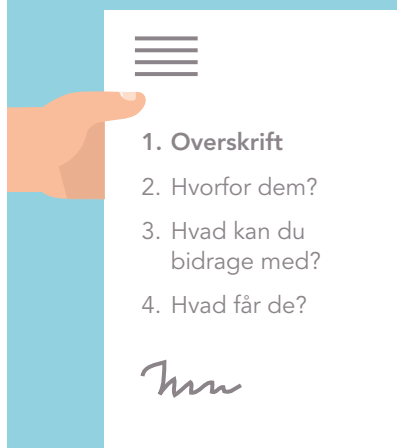 1. Overskrift
2. Hvorfor dem?
3. Hvad kan du
bidrage med?
4. Hvad får de?